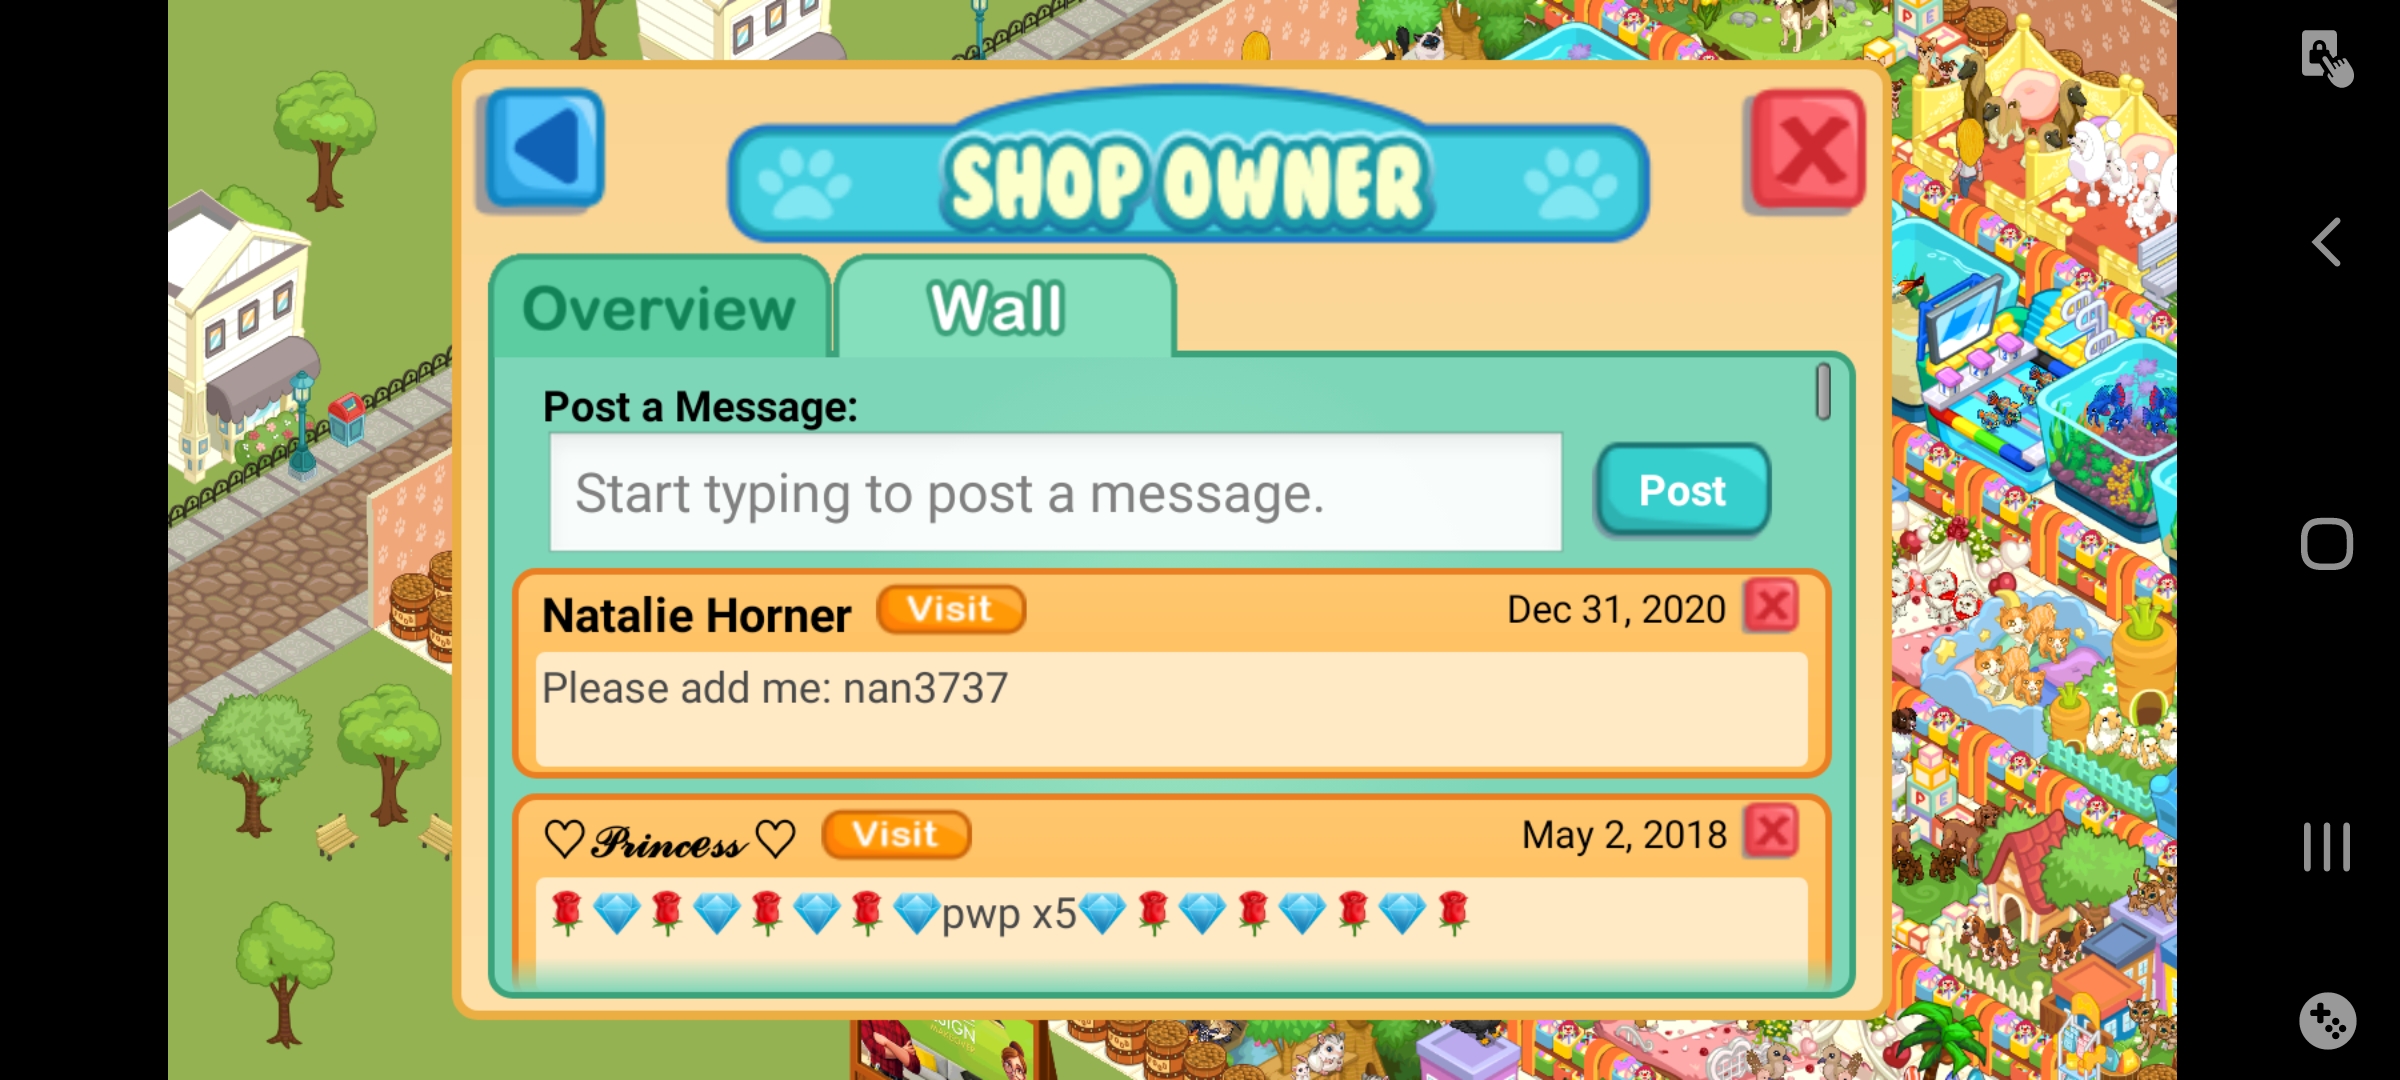 SHOP OWNER
Overview
Wall
Post a Message:
Start typing to post a message.
Post
Natalie Horner
Visit
Dec 31, 2020
Please add me: nan3737
♡𝓟𝓻𝓲𝓷𝓬𝓮𝓼𝓼♡
Visit
May 2, 2018
🌹💎🌹💎🌹💎🌹💎pwp x5💎🌹💎🌹💎🌹💎🌹